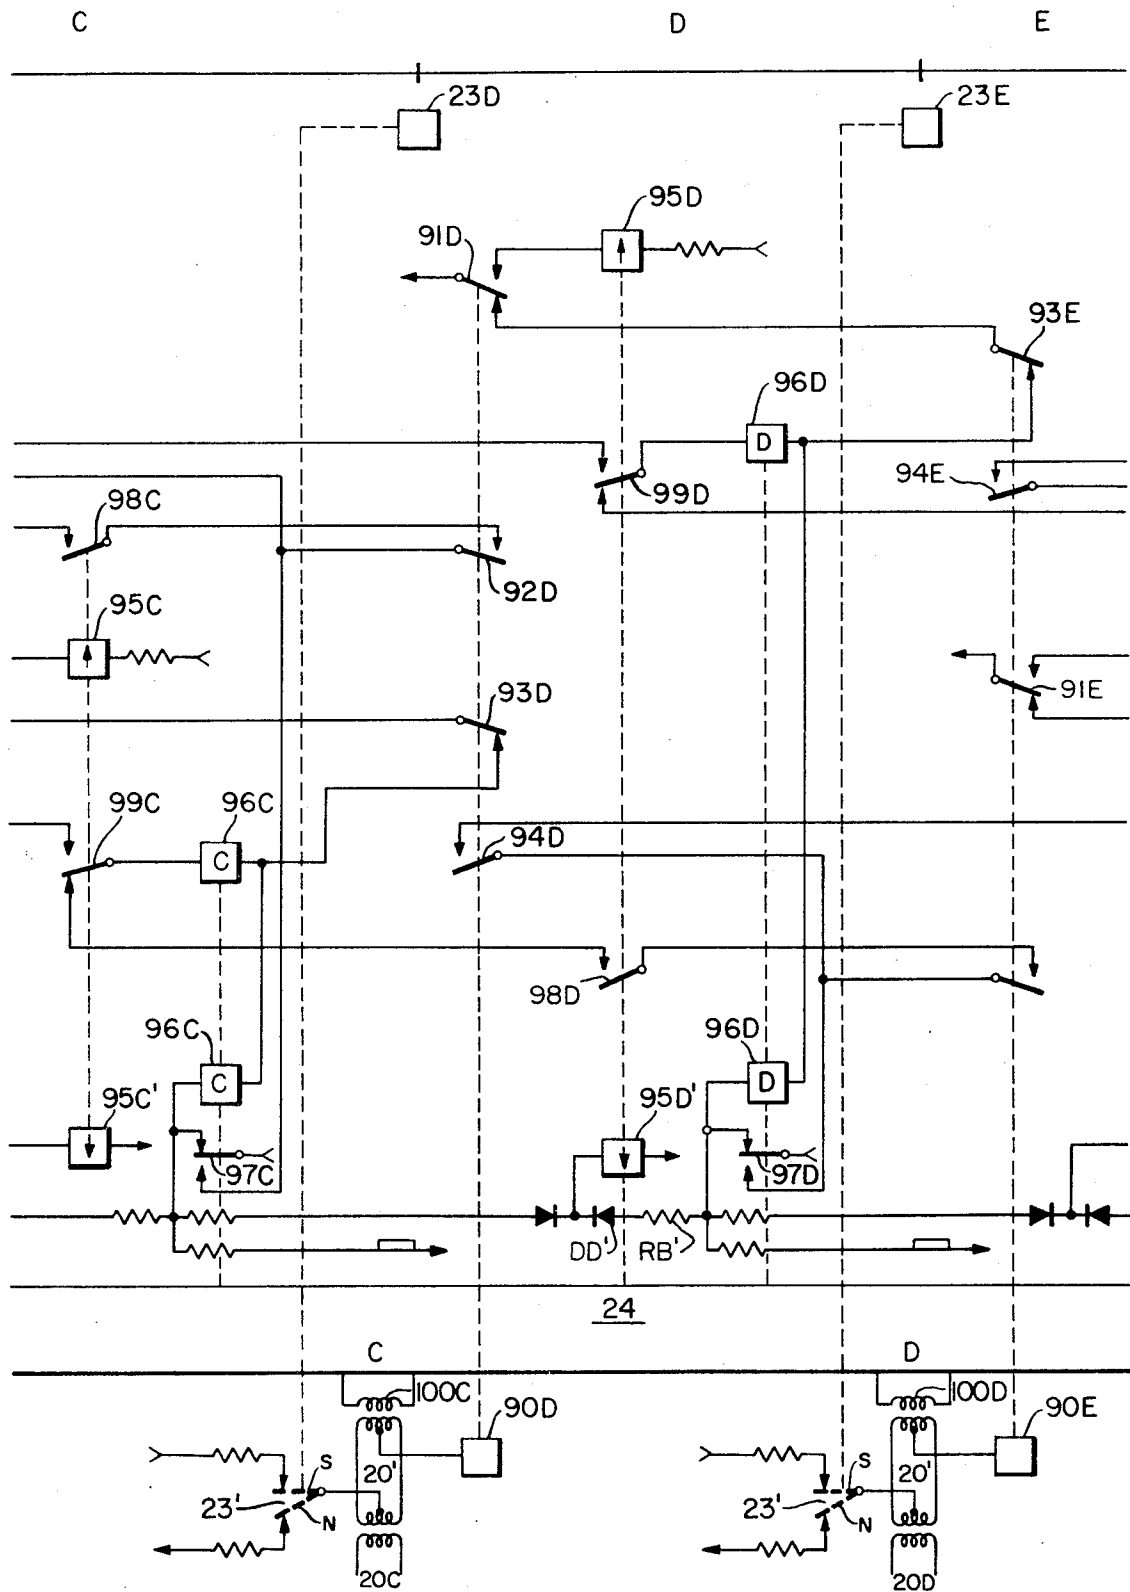 C D E
23D 23E
95D
91D
93E
96D
D
99D 94E
98C
92D
95C
93D 91E
99C 96C 94D
C
98D
96C 96D
C D
95C' 95D'
97C 97D
DD' RB'
24
C D
100C 100D
90D 90E
S 20' S 20'
23' N 23' N
20C 20D